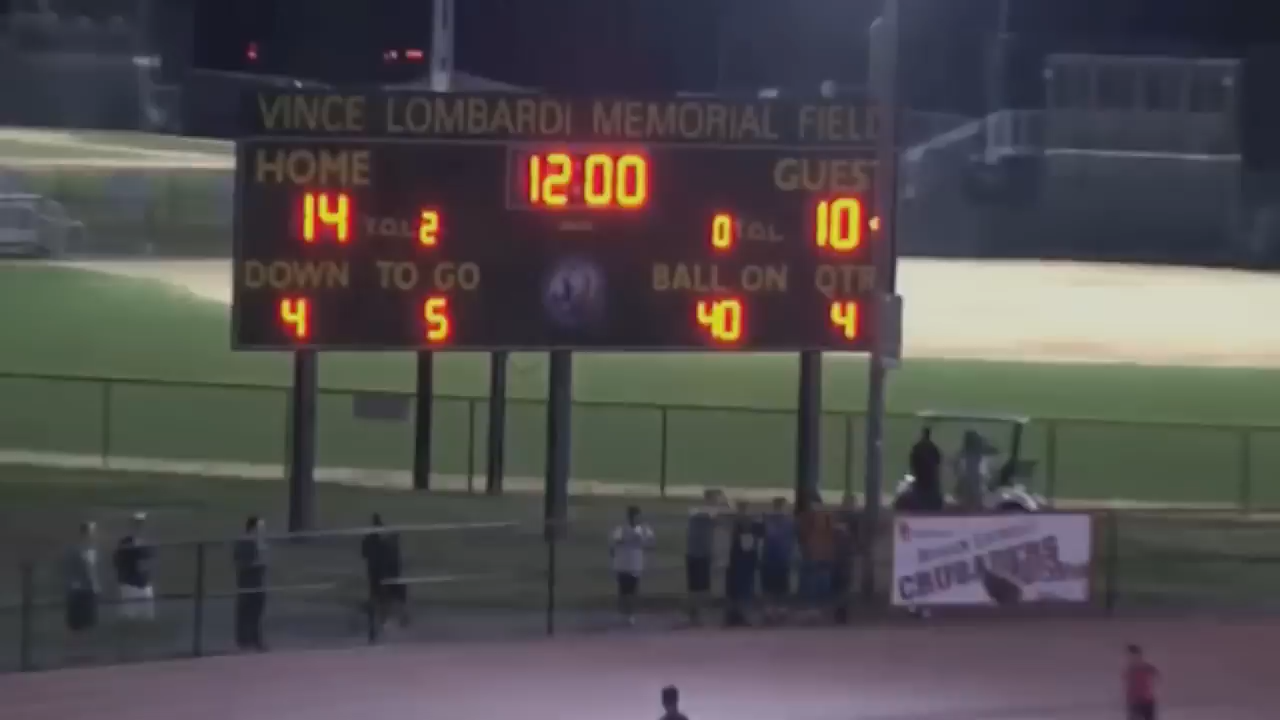 VINCE LOMBARDI MEMORIAL FIELD
HOME 12:00 GUEST
14 T.O.L. 2 0 T.O.L. 10
DOWN TO GO BALL ON QTR
4 5 40 4
CRUSADERS